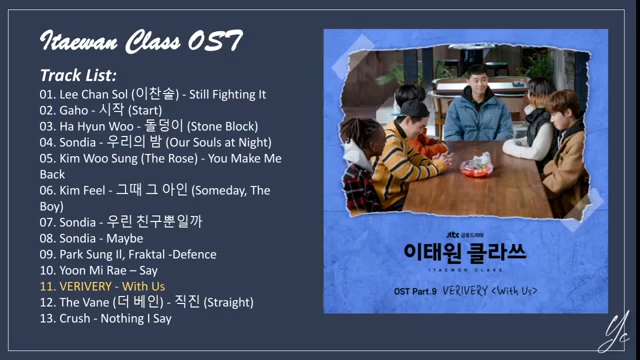 Itaewan Class OST
Track List:
01. Lee Chan Sol (이찬솔) - Still Fighting It
02. Gaho - 시작 (Start)
03. Ha Hyun Woo - 돌덩이 (Stone Block)
04. Sondia - 우리의 밤 (Our Souls at Night)
05. Kim Woo Sung (The Rose) - You Make Me
Back
06. Kim Feel - 그때 그 아인 (Someday, The
Boy)
07. Sondia - 우린 친구뿐일까
08. Sondia - Maybe
09. Park Sung Il, Fraktal -Defence
10. Yoon Mi Rae – Say
11. VERIVERY - With Us
12. The Vane (더 베인) - 직진 (Straight)
13. Crush - Nothing I Say
jtbc 금토드라마
이태원 클라쓰
ITAEWON CLASS
OST Part.9 VERIVERY <With Us>
Yc